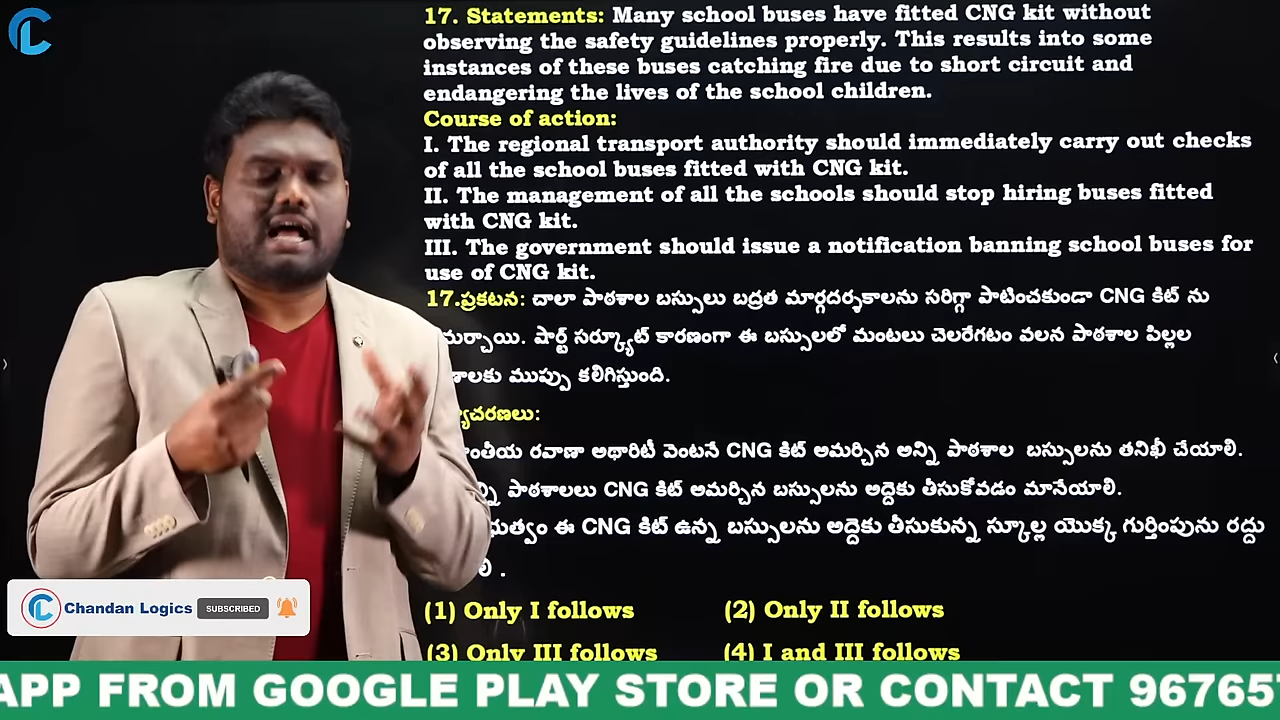 17. Statements: Many school buses have fitted CNG kit without
observing the safety guidelines properly. This results into some
instances of these buses catching fire due to short circuit and
endangering the lives of the school children.
Course of action:
I. The regional transport authority should immediately carry out checks
of all the school buses fitted with CNG kit.
II. The management of all the schools should stop hiring buses fitted
with CNG kit.
III. The government should issue a notification banning school buses for
use of CNG kit.
17.ప్రకటన: చాలా పాఠశాల బస్సులు బద్రత మార్గదర్శకాలను సరిగ్గా పాటించకుండా CNG కిట్ ను
షార్ట్ సర్క్యూట్ కారణంగా ఈ బస్సులలో మంటలు చెలరేగటం వలన పాఠశాల పిల్లల
ముప్పు కలిగిస్తుంది.
రవాణా అథారిటీ వెంటనే CNG కిట్ అమర్చిన అన్ని పాఠశాల బస్సులను తనిఖీ చేయాలి.
పాఠశాలలు CNG కిట్ అమర్చిన బస్సులను అద్దెకు తీసుకోవడం మానేయాలి.
ఈ CNG కిట్ ఉన్న బస్సులను అద్దెకు తీసుకున్న స్కూల్ల యొక్క గుర్తింపును రద్దు
(1) Only I follows (2) Only II follows
(3) Only III follows (4) I and III follows
Chandan Logics SUBSCRIBED
APP FROM GOOGLE PLAY STORE OR CONTACT 96765